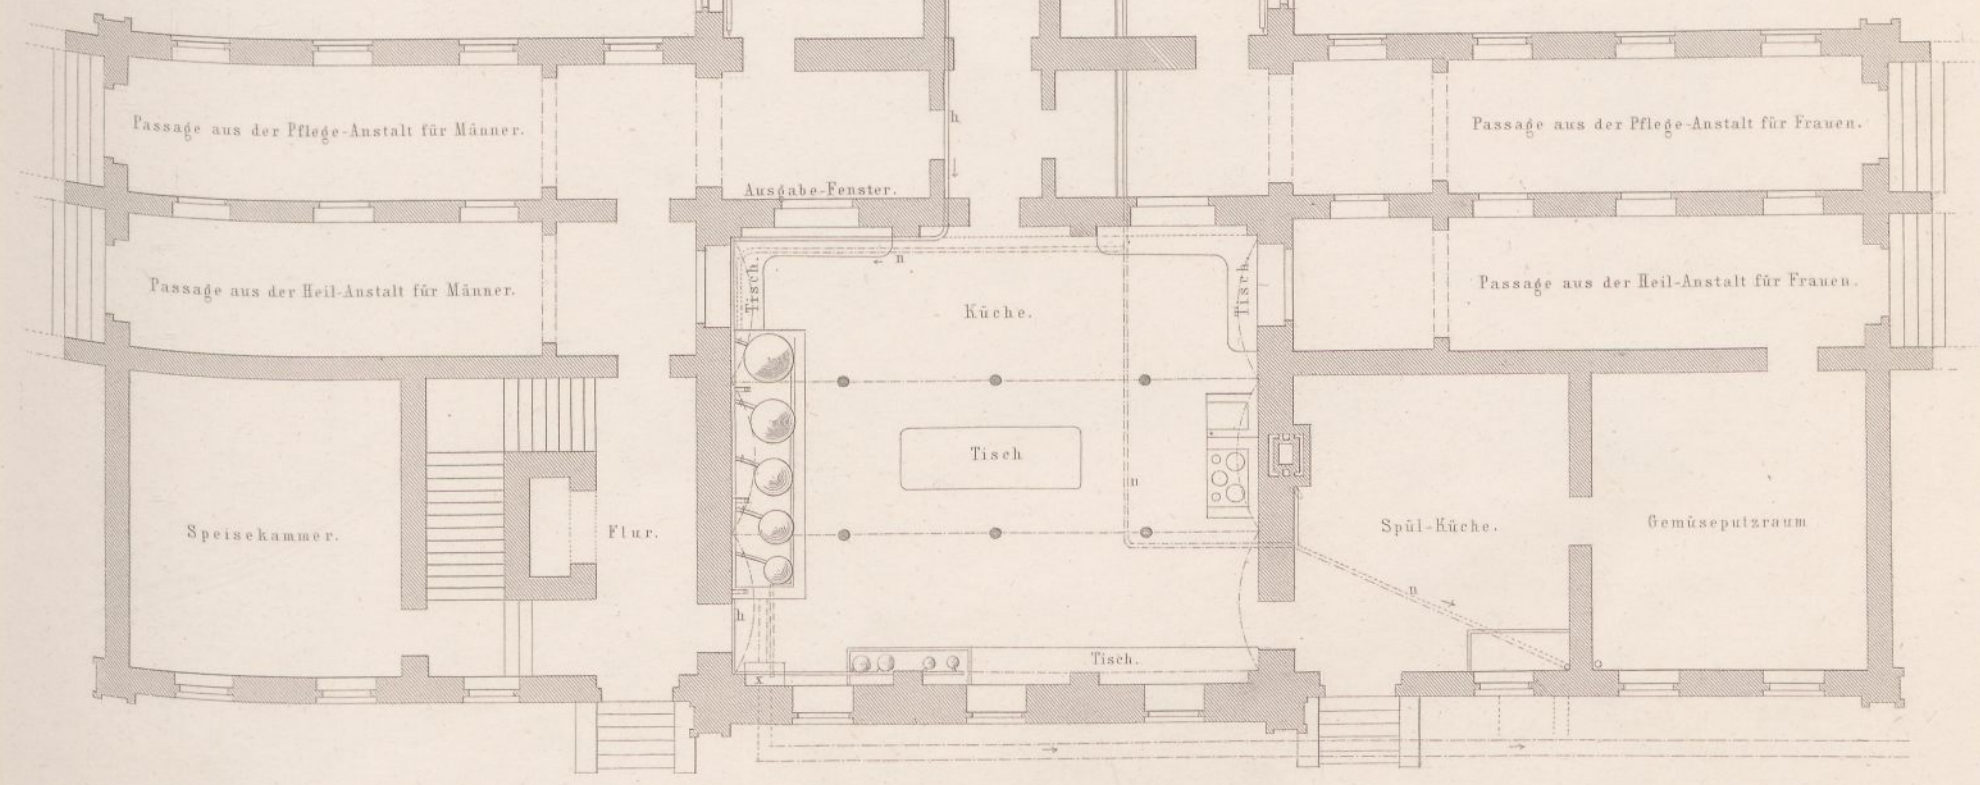 Passage aus der Pflege-Anstalt für Männer.
Passage aus der Pflege-Anstalt für Frauen.
h
Ausgabe-Fenster.
n
Tisch.
Tisch.
Passage aus der Heil-Anstalt für Männer.
Küche.
Passage aus der Heil-Anstalt für Frauen.
Tisch
n
Speisekammer.
Flur.
Spül-Küche.
Gemüseputzraum
n
h
Tisch.
x